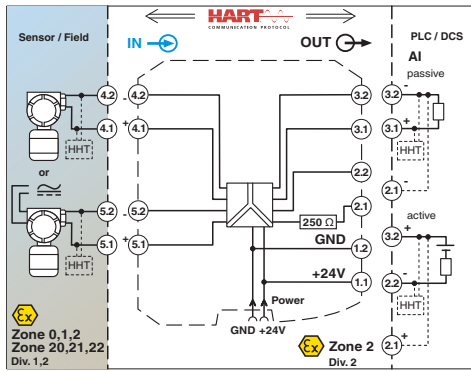 HART
COMMUNICATION PROTOCOL
Sensor / Field
IN
OUT
PLC / DCS
AI
passive
4.2 - 4.2
3.2
3.2 -
4.1 + 4.1
3.1
3.1 +
HHT
HHT
or
2.2
2.1 -
5.2 - 5.2
2.1
250 Ω
active
GND
3.2 +
5.1 + 5.1
1.2
HHT
+24V
1.1
2.2 -
HHT
Power
GND +24V
Ex
Zone 0,1,2
Zone 20,21,22
Div. 1,2
Ex
Zone 2
Div. 2
2.1 +